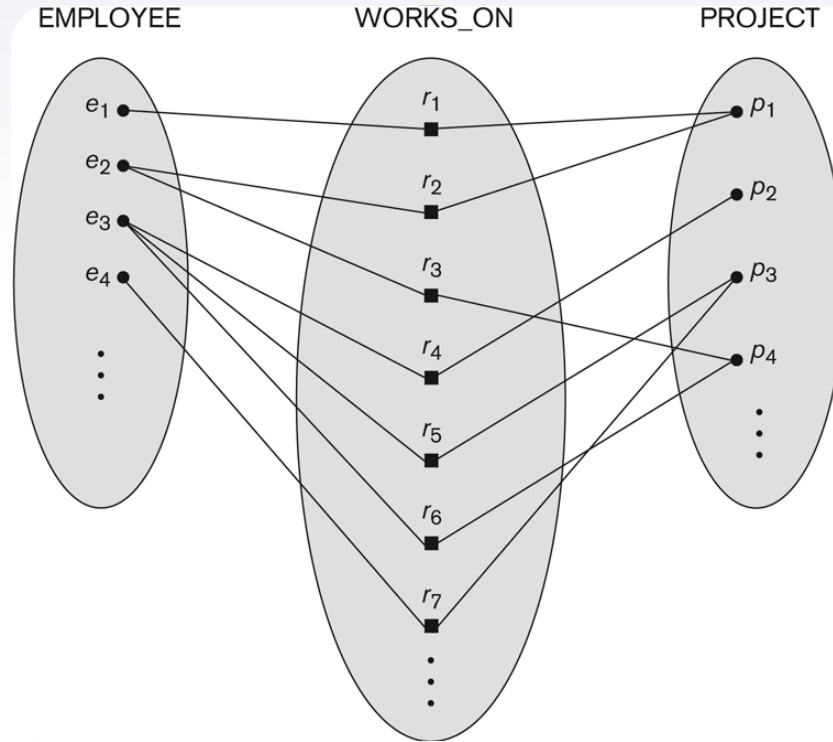 EMPLOYEE WORKS_ON PROJECT
e₁ r₁ p₁
e₂ r₂ p₂
e₃ r₃ p₃
e₄ r₄ p₄
r₅
r₆
r₇